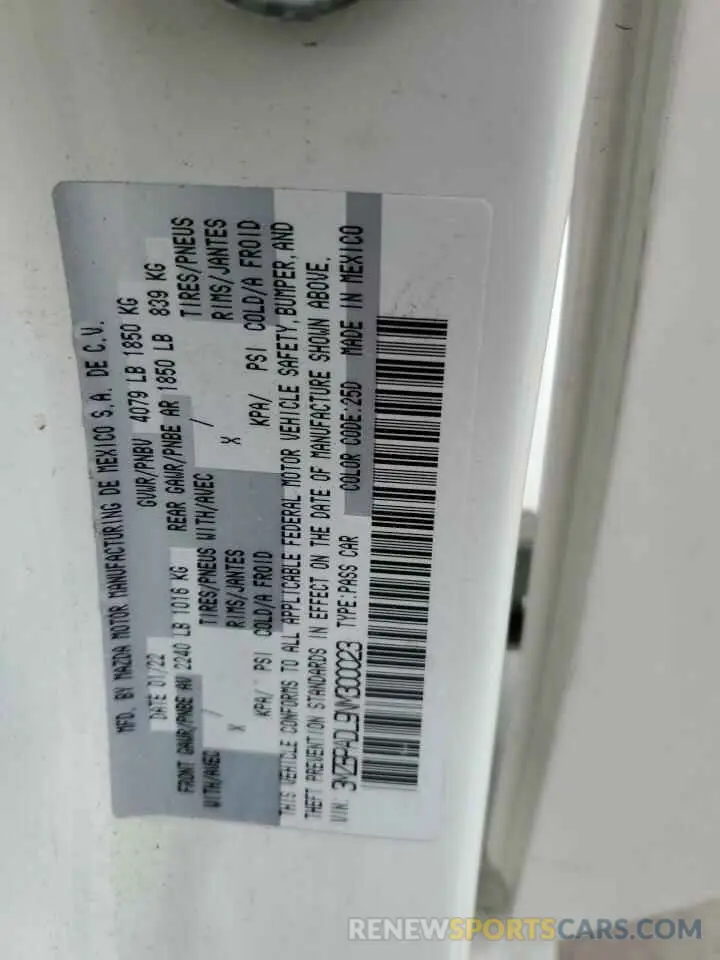 MFD. BY MAZDA MOTOR MANUFACTURING DE MEXICO S.A. DE C.V.
DATE 01/22 GVWR/PNBV 4079 LB 1850 KG
FRONT GAWR/PNBE AV 2240 LB 1016 KG REAR GAWR/PNBE AR 1850 LB 839 KG
WITH/AVEC TIRES/PNEUS WITH/AVEC TIRES/PNEUS
/ RIMS/JANTES / RIMS/JANTES
X X
KPA/ PSI COLD/A FROID KPA/ PSI COLD/A FROID
THIS VEHICLE CONFORMS TO ALL APPLICABLE FEDERAL MOTOR VEHICLE SAFETY, BUMPER, AND
THEFT PREVENTION STANDARDS IN EFFECT ON THE DATE OF MANUFACTURE SHOWN ABOVE.
VIN: 3MZBPADL9NM300023 TYPE:PASS CAR COLOR CODE:25D MADE IN MEXICO
RENEWSPORTSCARS.COM